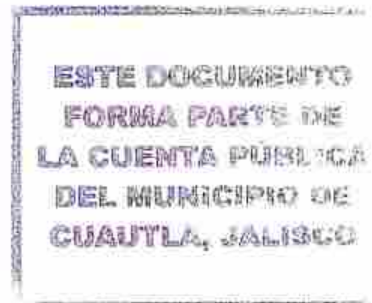 ESTE DOCUMENTO
FORMA PARTE DE
LA CUENTA PUBLICA
DEL MUNICIPIO DE
CUAUTLA, JALISCO